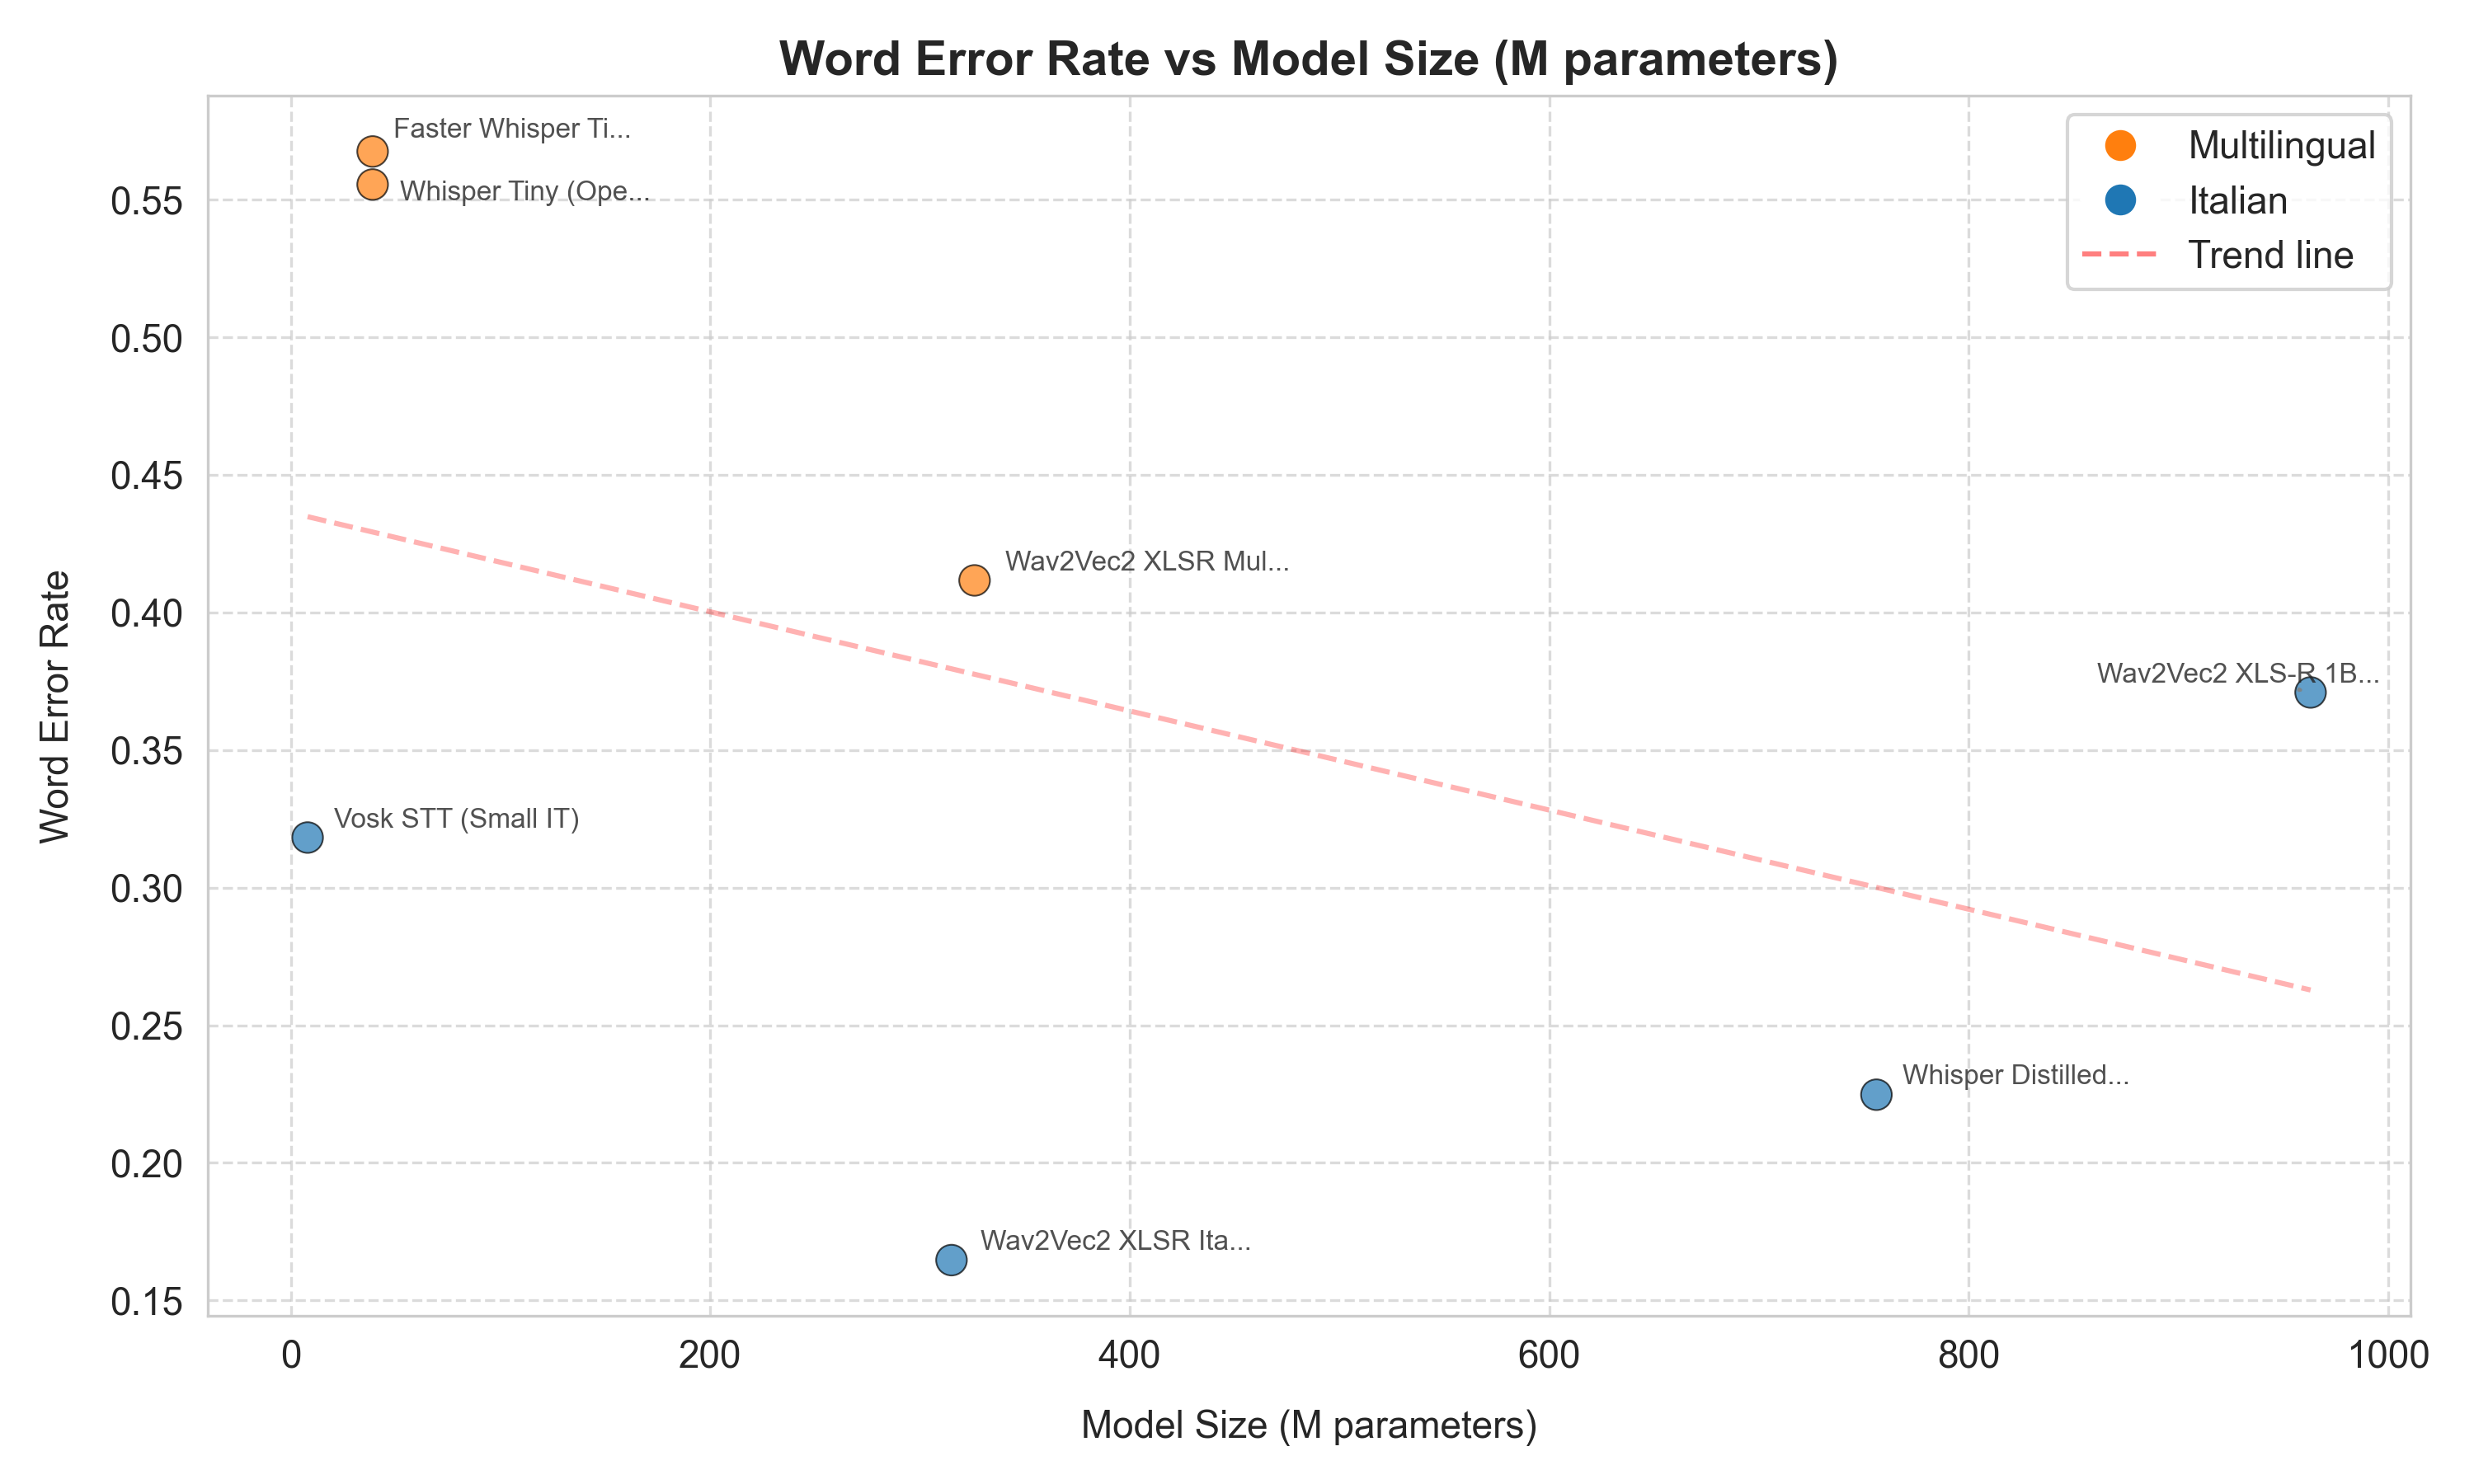 Word Error Rate vs Model Size (M parameters)
Multilingual
Italian
Trend line
Faster Whisper Ti...
Whisper Tiny (Ope...
Wav2Vec2 XLSR Mul...
Wav2Vec2 XLS-R 1B...
Vosk STT (Small IT)
Whisper Distilled...
Wav2Vec2 XLSR Ita...
Word Error Rate
0.55
0.50
0.45
0.40
0.35
0.30
0.25
0.20
0.15
0 200 400 600 800 1000
Model Size (M parameters)